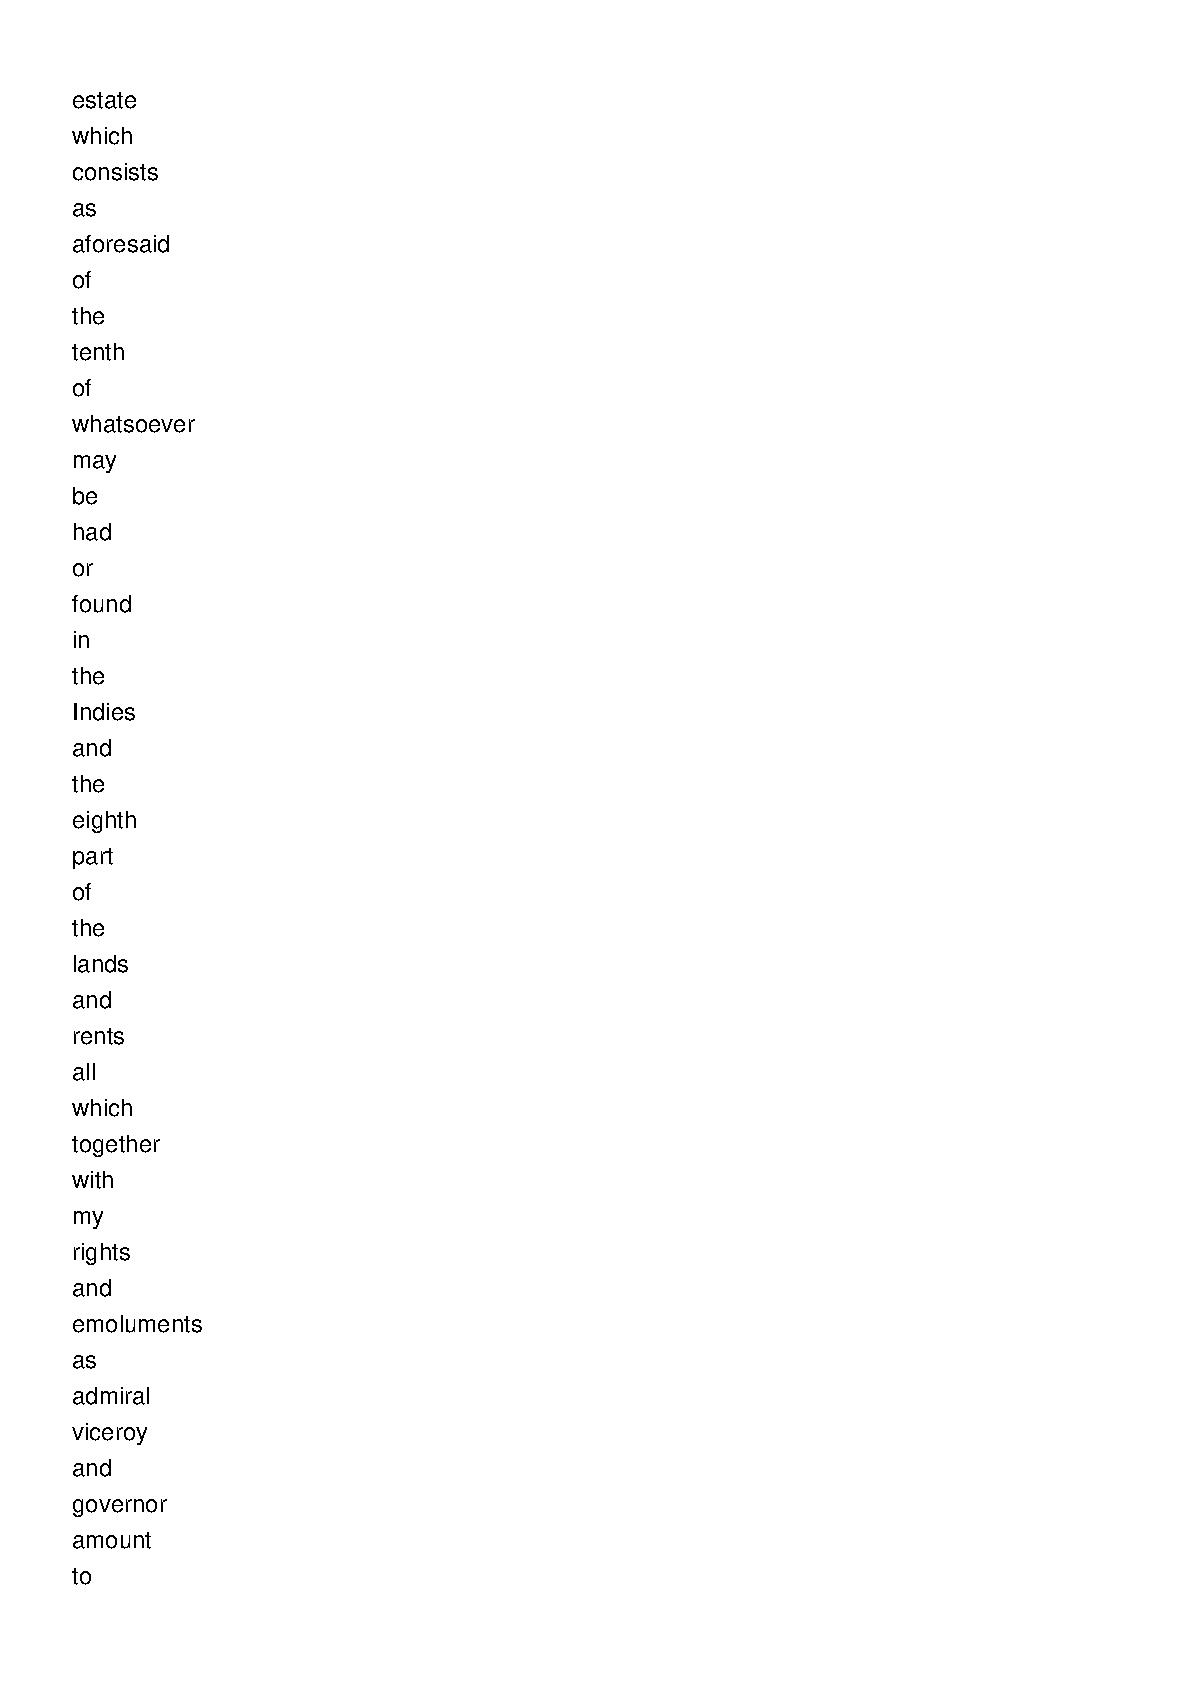 estate
which
consists
as
aforesaid
of
the
tenth
of
whatsoever
may
be
had
or
found
in
the
Indies
and
the
eighth
part
of
the
lands
and
rents
all
which
together
with
my
rights
and
emoluments
as
admiral
viceroy
and
governor
amount
to